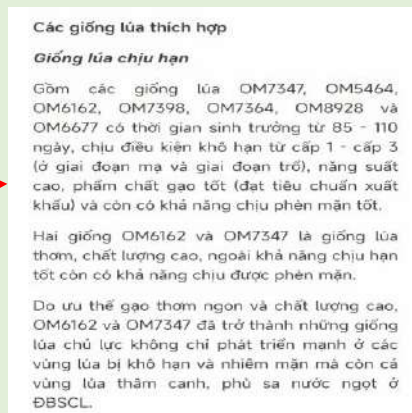 Các giống lúa thích hợp
Giống lúa chịu hạn
Gồm các giống lúa OM7347, OM5464,
OM6162, OM7398, OM7364, OM8928 và
OM6677 có thời gian sinh trưởng từ 85 - 110
ngày, chịu điều kiện khô hạn từ cấp 1 - cấp 3
(ở giai đoạn mạ và giai đoạn trổ), năng suất
cao, phẩm chất gạo tốt (đạt tiêu chuẩn xuất
khẩu) và còn có khả năng chịu phèn mặn tốt.
Hai giống OM6162 và OM7347 là giống lúa
thơm, chất lượng cao, ngoài khả năng chịu hạn
tốt còn có khả năng chịu được phèn mặn.
Do ưu thế gạo thơm ngon và chất lượng cao,
OM6162 và OM7347 đã trở thành những giống
lúa chủ lực không chỉ phát triển mạnh ở các
vùng lúa bị khô hạn và nhiễm mặn mà còn cả
vùng lúa thâm canh, phù sa nước ngọt ở
ĐBSCL.